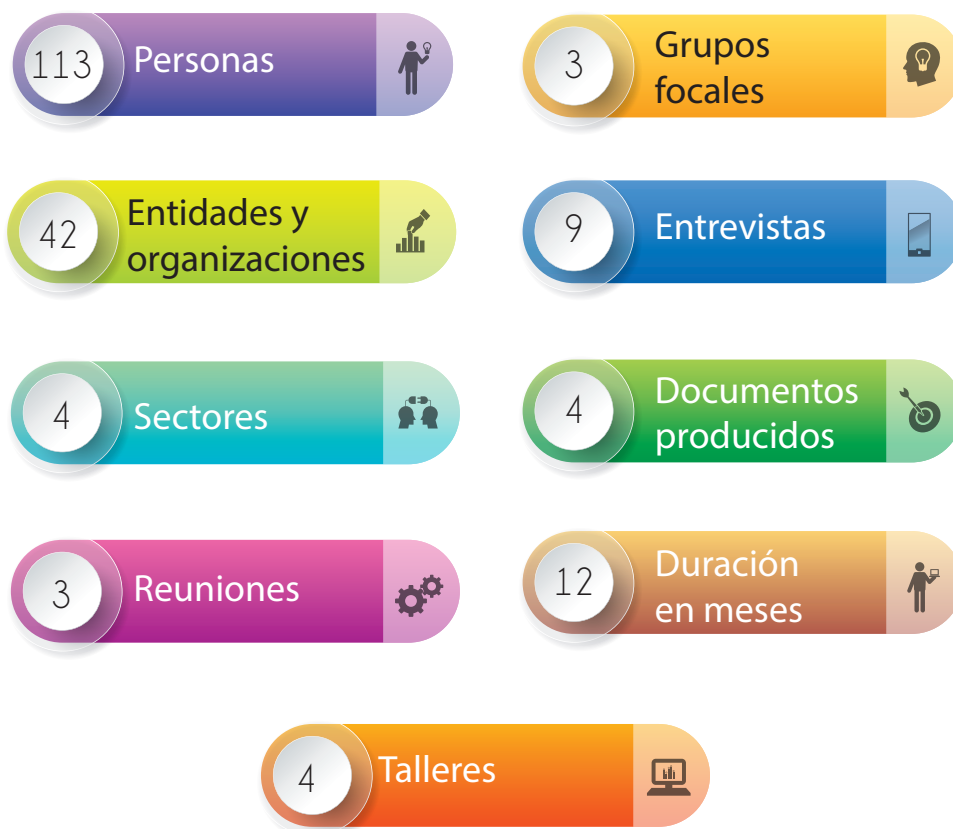 113 Personas
3 Grupos
focales
42 Entidades y
organizaciones
9 Entrevistas
4 Sectores
4 Documentos
producidos
3 Reuniones
12 Duración
en meses
4 Talleres